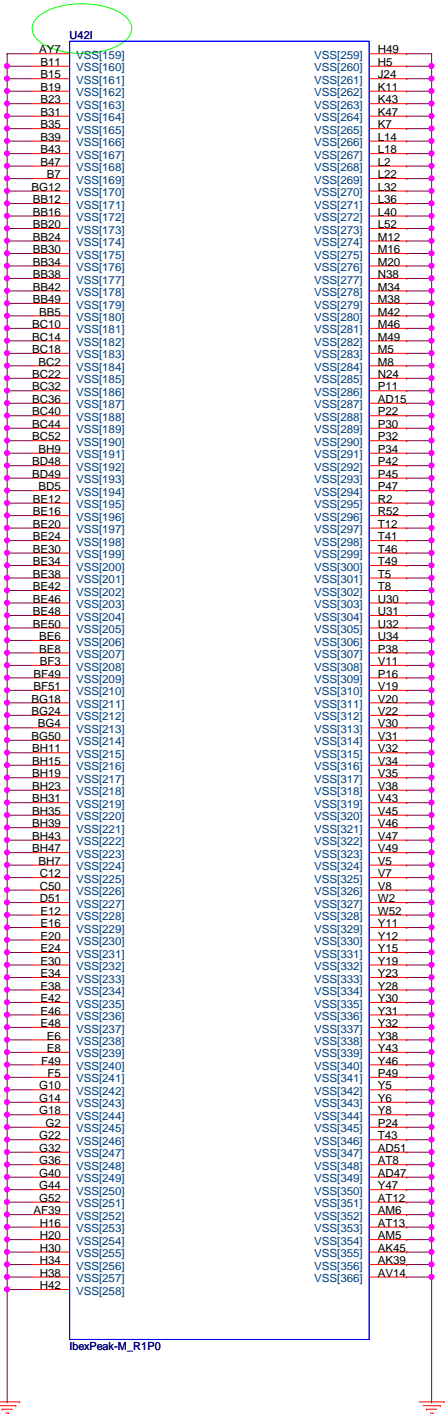 U42I
AY7 VSS[159] VSS[259] H49
B11 VSS[160] VSS[260] H5
B15 VSS[161] VSS[261] J24
B19 VSS[162] VSS[262] K11
B23 VSS[163] VSS[263] K43
B31 VSS[164] VSS[264] K47
B35 VSS[165] VSS[265] K7
B39 VSS[166] VSS[266] L14
B43 VSS[167] VSS[267] L18
B47 VSS[168] VSS[268] L2
B7 VSS[169] VSS[269] L22
BG12 VSS[170] VSS[270] L32
BB12 VSS[171] VSS[271] L36
BB16 VSS[172] VSS[272] L40
BB20 VSS[173] VSS[273] L52
BB24 VSS[174] VSS[274] M12
BB30 VSS[175] VSS[275] M16
BB34 VSS[176] VSS[276] M20
BB38 VSS[177] VSS[277] N38
BB42 VSS[178] VSS[278] M34
BB49 VSS[179] VSS[279] M38
BB5 VSS[180] VSS[280] M42
BC10 VSS[181] VSS[281] M46
BC14 VSS[182] VSS[282] M49
BC18 VSS[183] VSS[283] M5
BC2 VSS[184] VSS[284] M8
BC22 VSS[185] VSS[285] N24
BC32 VSS[186] VSS[286] P11
BC36 VSS[187] VSS[287] AD15
BC40 VSS[188] VSS[288] P22
BC44 VSS[189] VSS[289] P30
BC52 VSS[190] VSS[290] P32
BH9 VSS[191] VSS[291] P34
BD48 VSS[192] VSS[292] P42
BD49 VSS[193] VSS[293] P45
BD5 VSS[194] VSS[294] P47
BE12 VSS[195] VSS[295] R2
BE16 VSS[196] VSS[296] R52
BE20 VSS[197] VSS[297] T12
BE24 VSS[198] VSS[298] T41
BE30 VSS[199] VSS[299] T46
BE34 VSS[200] VSS[300] T49
BE38 VSS[201] VSS[301] T5
BE42 VSS[202] VSS[302] T8
BE46 VSS[203] VSS[303] U30
BE48 VSS[204] VSS[304] U31
BE50 VSS[205] VSS[305] U32
BE6 VSS[206] VSS[306] U34
BE8 VSS[207] VSS[307] P38
BF3 VSS[208] VSS[308] V11
BF49 VSS[209] VSS[309] P16
BF51 VSS[210] VSS[310] V19
BG18 VSS[211] VSS[311] V20
BG24 VSS[212] VSS[312] V22
BG4 VSS[213] VSS[313] V30
BG50 VSS[214] VSS[314] V31
BH11 VSS[215] VSS[315] V32
BH15 VSS[216] VSS[316] V34
BH19 VSS[217] VSS[317] V35
BH23 VSS[218] VSS[318] V38
BH31 VSS[219] VSS[319] V43
BH35 VSS[220] VSS[320] V45
BH39 VSS[221] VSS[321] V46
BH43 VSS[222] VSS[322] V47
BH47 VSS[223] VSS[323] V49
BH7 VSS[224] VSS[324] V5
C12 VSS[225] VSS[325] V7
C50 VSS[226] VSS[326] V8
D51 VSS[227] VSS[327] W2
E12 VSS[228] VSS[328] W52
E16 VSS[229] VSS[329] Y11
E20 VSS[230] VSS[330] Y12
E24 VSS[231] VSS[331] Y15
E30 VSS[232] VSS[332] Y19
E34 VSS[233] VSS[333] Y23
E38 VSS[234] VSS[334] Y28
E42 VSS[235] VSS[335] Y30
E46 VSS[236] VSS[336] Y31
E48 VSS[237] VSS[337] Y32
E6 VSS[238] VSS[338] Y38
E8 VSS[239] VSS[339] Y43
F49 VSS[240] VSS[340] Y46
F5 VSS[241] VSS[341] P49
G10 VSS[242] VSS[342] Y5
G14 VSS[243] VSS[343] Y6
G18 VSS[244] VSS[344] Y8
G2 VSS[245] VSS[345] P24
G22 VSS[246] VSS[346] T43
G32 VSS[247] VSS[347] AD51
G36 VSS[248] VSS[348] AT8
G40 VSS[249] VSS[349] AD47
G44 VSS[250] VSS[350] Y47
G52 VSS[251] VSS[351] AT12
AF39 VSS[252] VSS[352] AM6
H16 VSS[253] VSS[353] AT13
H20 VSS[254] VSS[354] AM5
H30 VSS[255] VSS[355] AK45
H34 VSS[256] VSS[356] AK39
H38 VSS[257] VSS[366] AV14
H42 VSS[258]
IbexPeak-M_R1P0